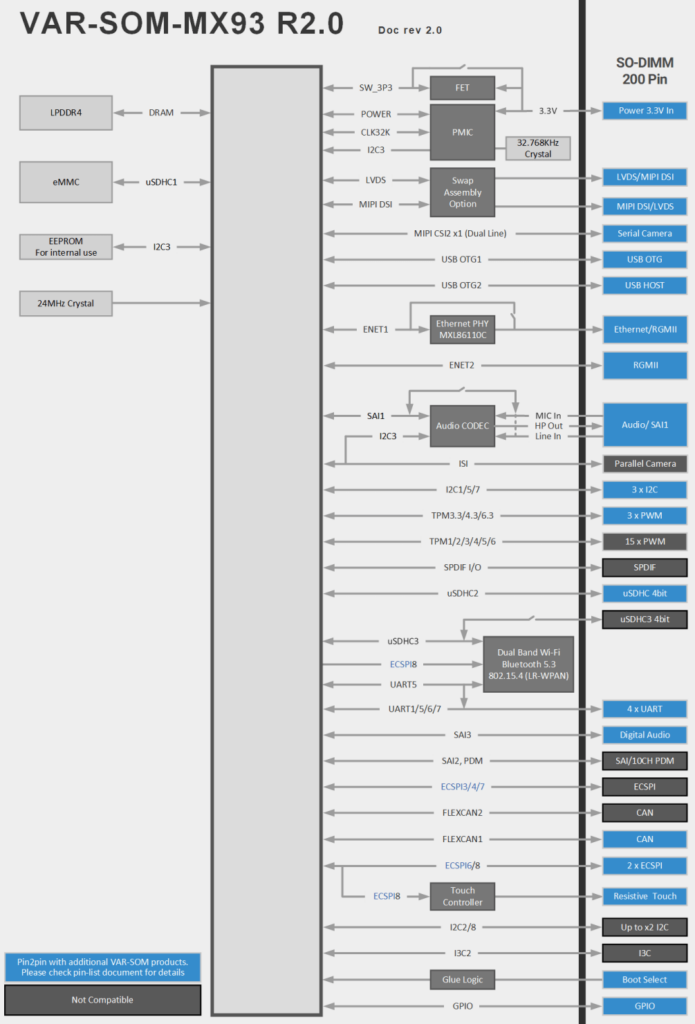 VAR-SOM-MX93 R2.0
Doc rev 2.0
SO-DIMM
200 Pin
LPDDR4
DRAM
eMMC
uSDHC1
EEPROM
For internal use
I2C3
24MHz Crystal
SW_3P3
FET
POWER
CLK32K
I2C3
PMIC
3.3V
Power 3.3V In
32.768KHz
Crystal
LVDS
MIPI DSI
Swap
Assembly
Option
LVDS/MIPI DSI
MIPI DSI/LVDS
MIPI CSI2 x1 (Dual Line)
Serial Camera
USB OTG1
USB OTG
USB OTG2
USB HOST
ENET1
Ethernet PHY
MXL86110C
Ethernet/RGMII
ENET2
RGMII
SAI1
I2C3
Audio CODEC
MIC In
HP Out
Line In
Audio/ SAI1
ISI
Parallel Camera
I2C1/5/7
3 x I2C
TPM3.3/4.3/6.3
3 x PWM
TPM1/2/3/4/5/6
15 x PWM
SPDIF I/O
SPDIF
uSDHC2
uSDHC 4bit
uSDHC3 4bit
uSDHC3
ECSPI8
UART5
Dual Band Wi-Fi
Bluetooth 5.3
802.15.4 (LR-WPAN)
UART1/5/6/7
4 x UART
SAI3
Digital Audio
SAI2, PDM
SAI/10CH PDM
ECSPI3/4/7
ECSPI
FLEXCAN2
CAN
FLEXCAN1
CAN
ECSPI6/8
2 x ECSPI
ECSPI8
Touch
Controller
Resistive Touch
I2C2/8
Up to x2 I2C
I3C2
I3C
Glue Logic
Boot Select
GPIO
GPIO
Pin2pin with additional VAR-SOM products.
Please check pin-list document for details
Not Compatible